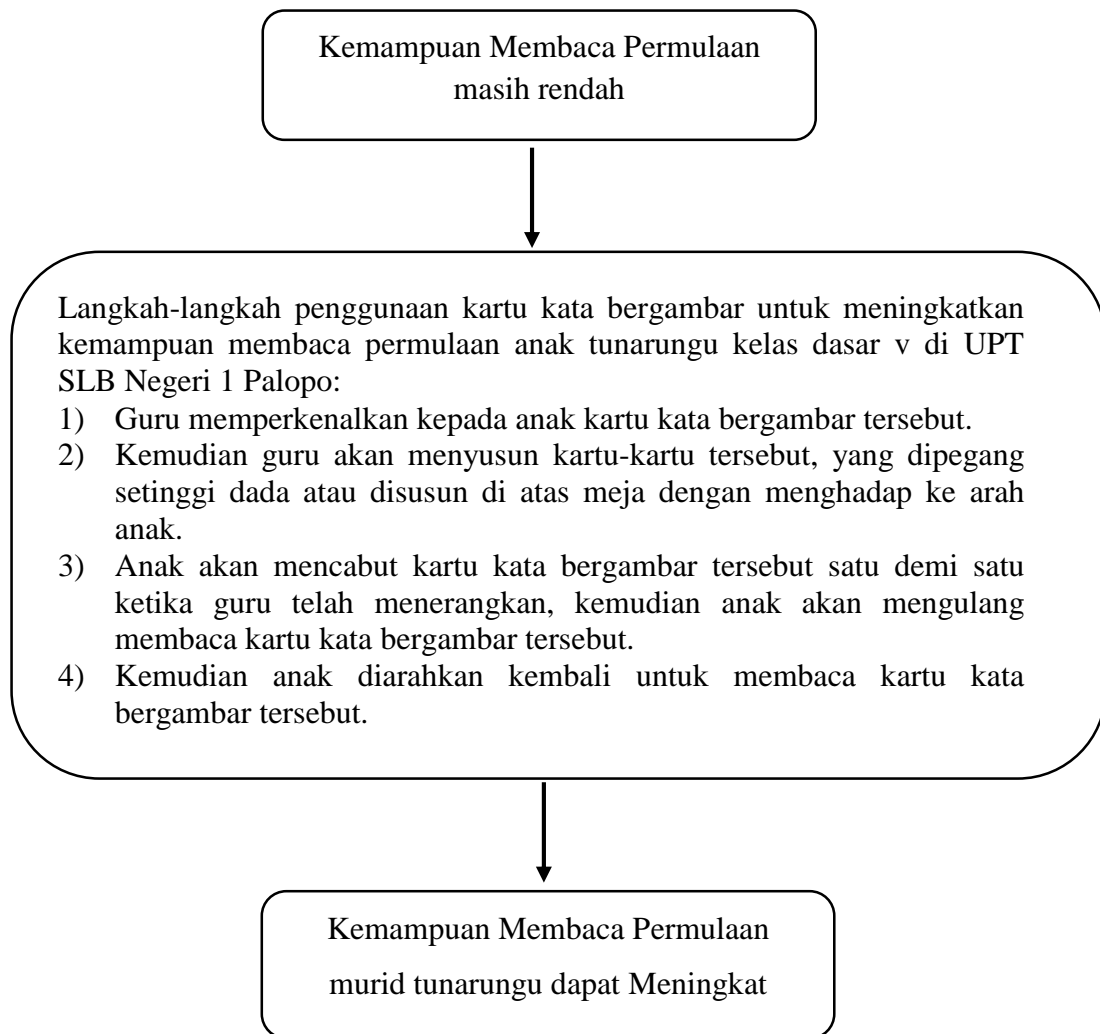 Kemampuan Membaca Permulaan
masih rendah
Langkah-langkah penggunaan kartu kata bergambar untuk meningkatkan
kemampuan membaca permulaan anak tunarungu kelas dasar v di UPT
SLB Negeri 1 Palopo:
1) Guru memperkenalkan kepada anak kartu kata bergambar tersebut.
2) Kemudian guru akan menyusun kartu-kartu tersebut, yang dipegang
setinggi dada atau disusun di atas meja dengan menghadap ke arah
anak.
3) Anak akan mencabut kartu kata bergambar tersebut satu demi satu
ketika guru telah menerangkan, kemudian anak akan mengulang
membaca kartu kata bergambar tersebut.
4) Kemudian anak diarahkan kembali untuk membaca kartu kata
bergambar tersebut.
Kemampuan Membaca Permulaan
murid tunarungu dapat Meningkat